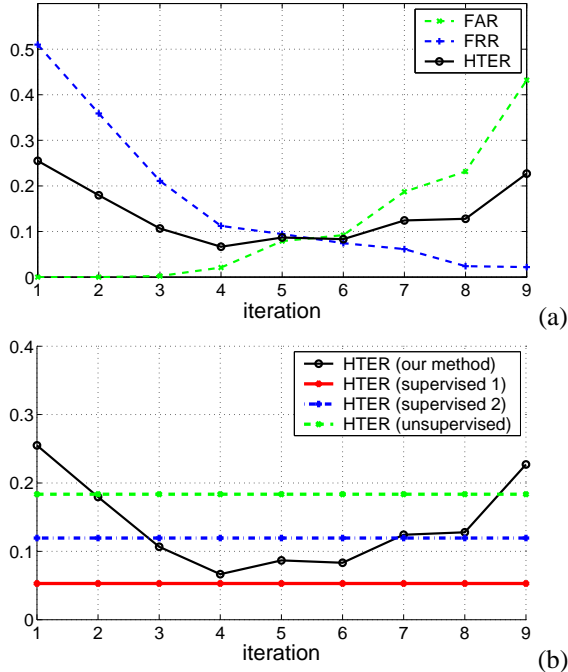 FAR
FRR
HTER
0.5
0.4
0.3
0.2
0.1
0
1 2 3 4 5 6 7 8 9
iteration
(a)
0.4
HTER (our method)
HTER (supervised 1)
HTER (supervised 2)
HTER (unsupervised)
0.3
0.2
0.1
0
1 2 3 4 5 6 7 8 9
iteration
(b)